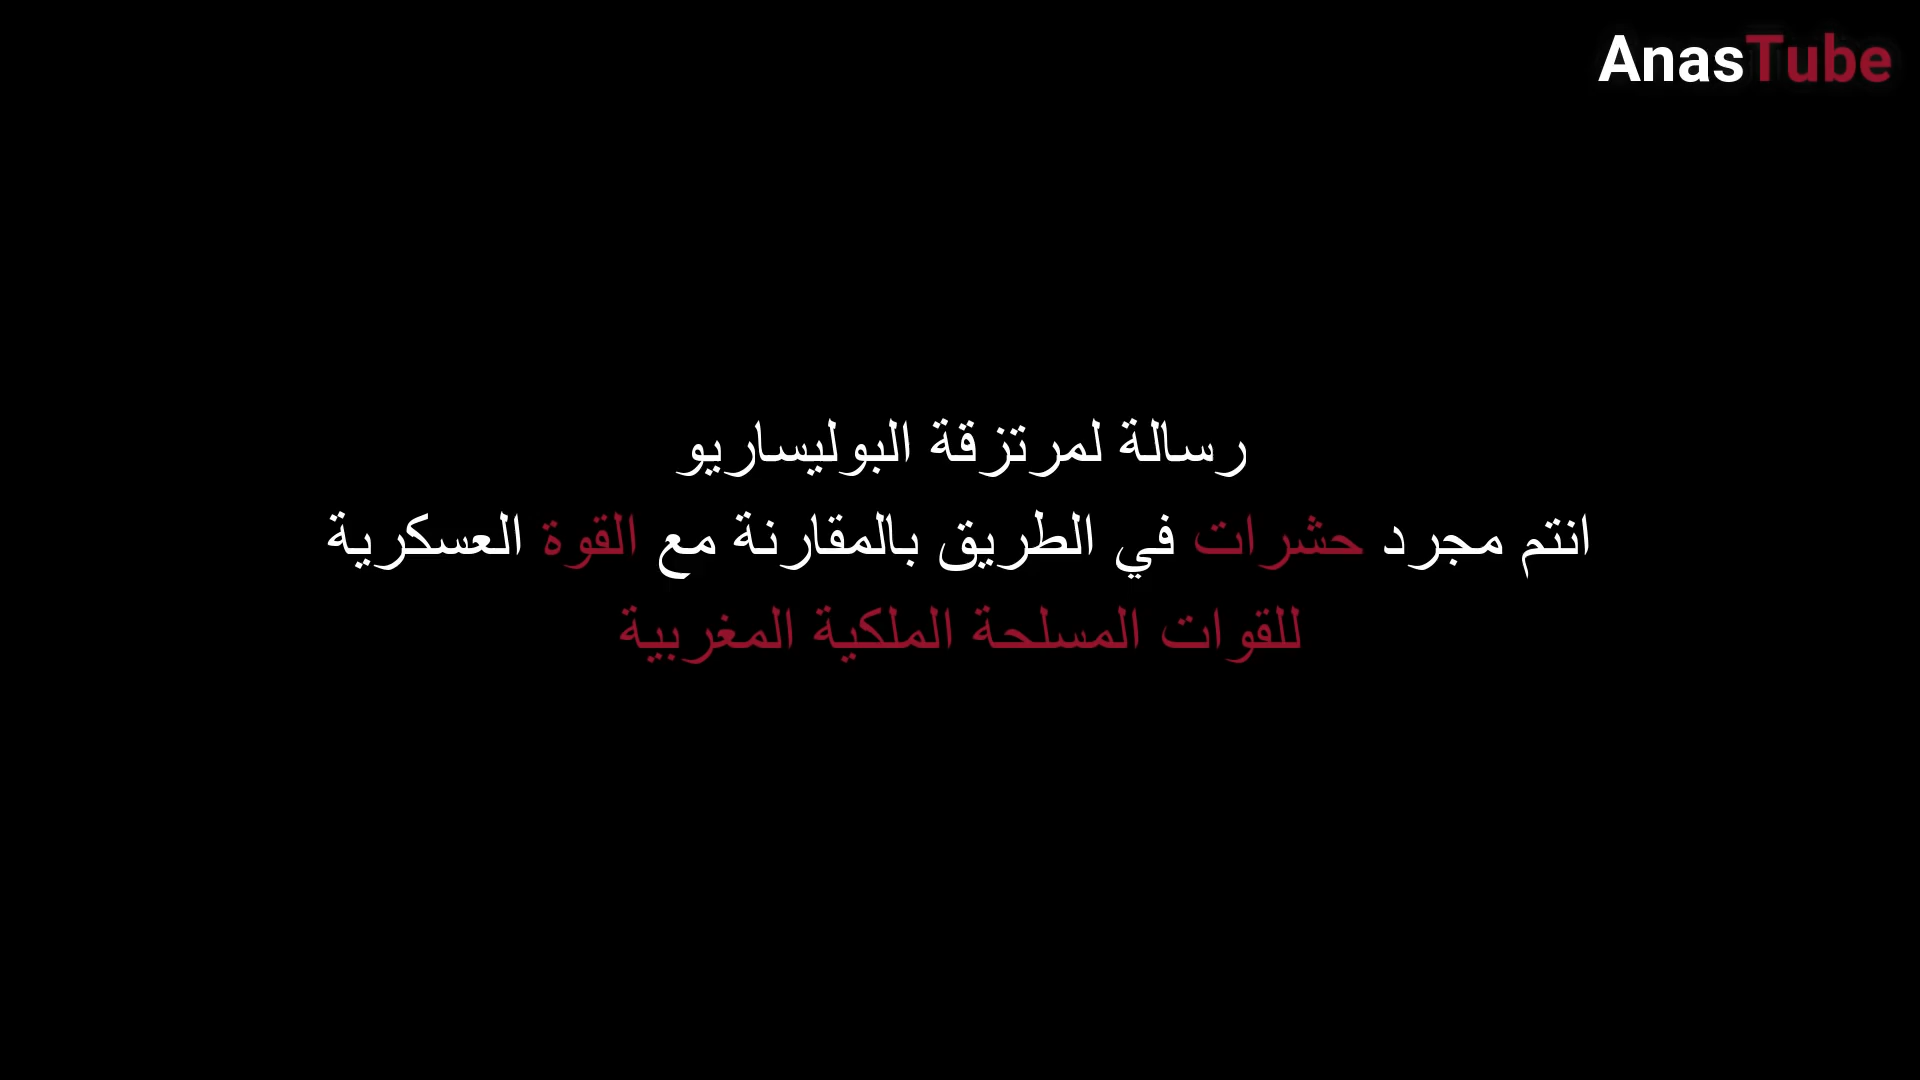 AnasTube
رسالة لمرتزقة البوليساريو
انتم مجرد حشرات في الطريق بالمقارنة مع القوة العسكرية
للقوات المسلحة الملكية المغربية